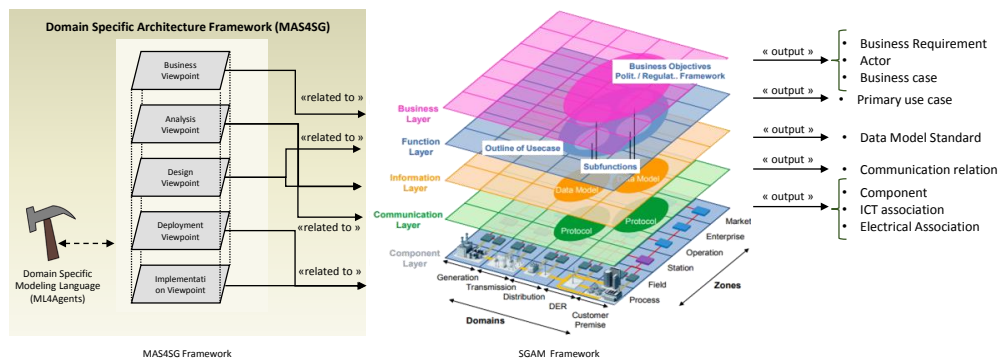 Domain Specific Architecture Framework (MAS4SG)
Business
Viewpoint
Analysis
Viewpoint
Design
Viewpoint
Deployment
Viewpoint
Implementati
on Viewpoint
«related to »
«related to »
«related to »
«related to »
Domain Specific
Modeling Language
(ML4Agents)
MAS4SG Framework
Business Objectives
Polit. / Regulat.. Framework
Business
Layer
Function
Layer
Outline of Usecase
Subfunctions
Information
Layer
Data Model
Data Model
Communication
Layer
Protocol
Protocol
Component
Layer
Generation
Transmission
Distribution
DER
Customer
Premise
Domains
Process
Field
Station
Operation
Enterprise
Market
Zones
SGAM Framework
« output »
• Business Requirement
• Actor
• Business case
« output »
• Primary use case
« output »
• Data Model Standard
« output »
• Communication relation
« output »
• Component
• ICT association
• Electrical Association